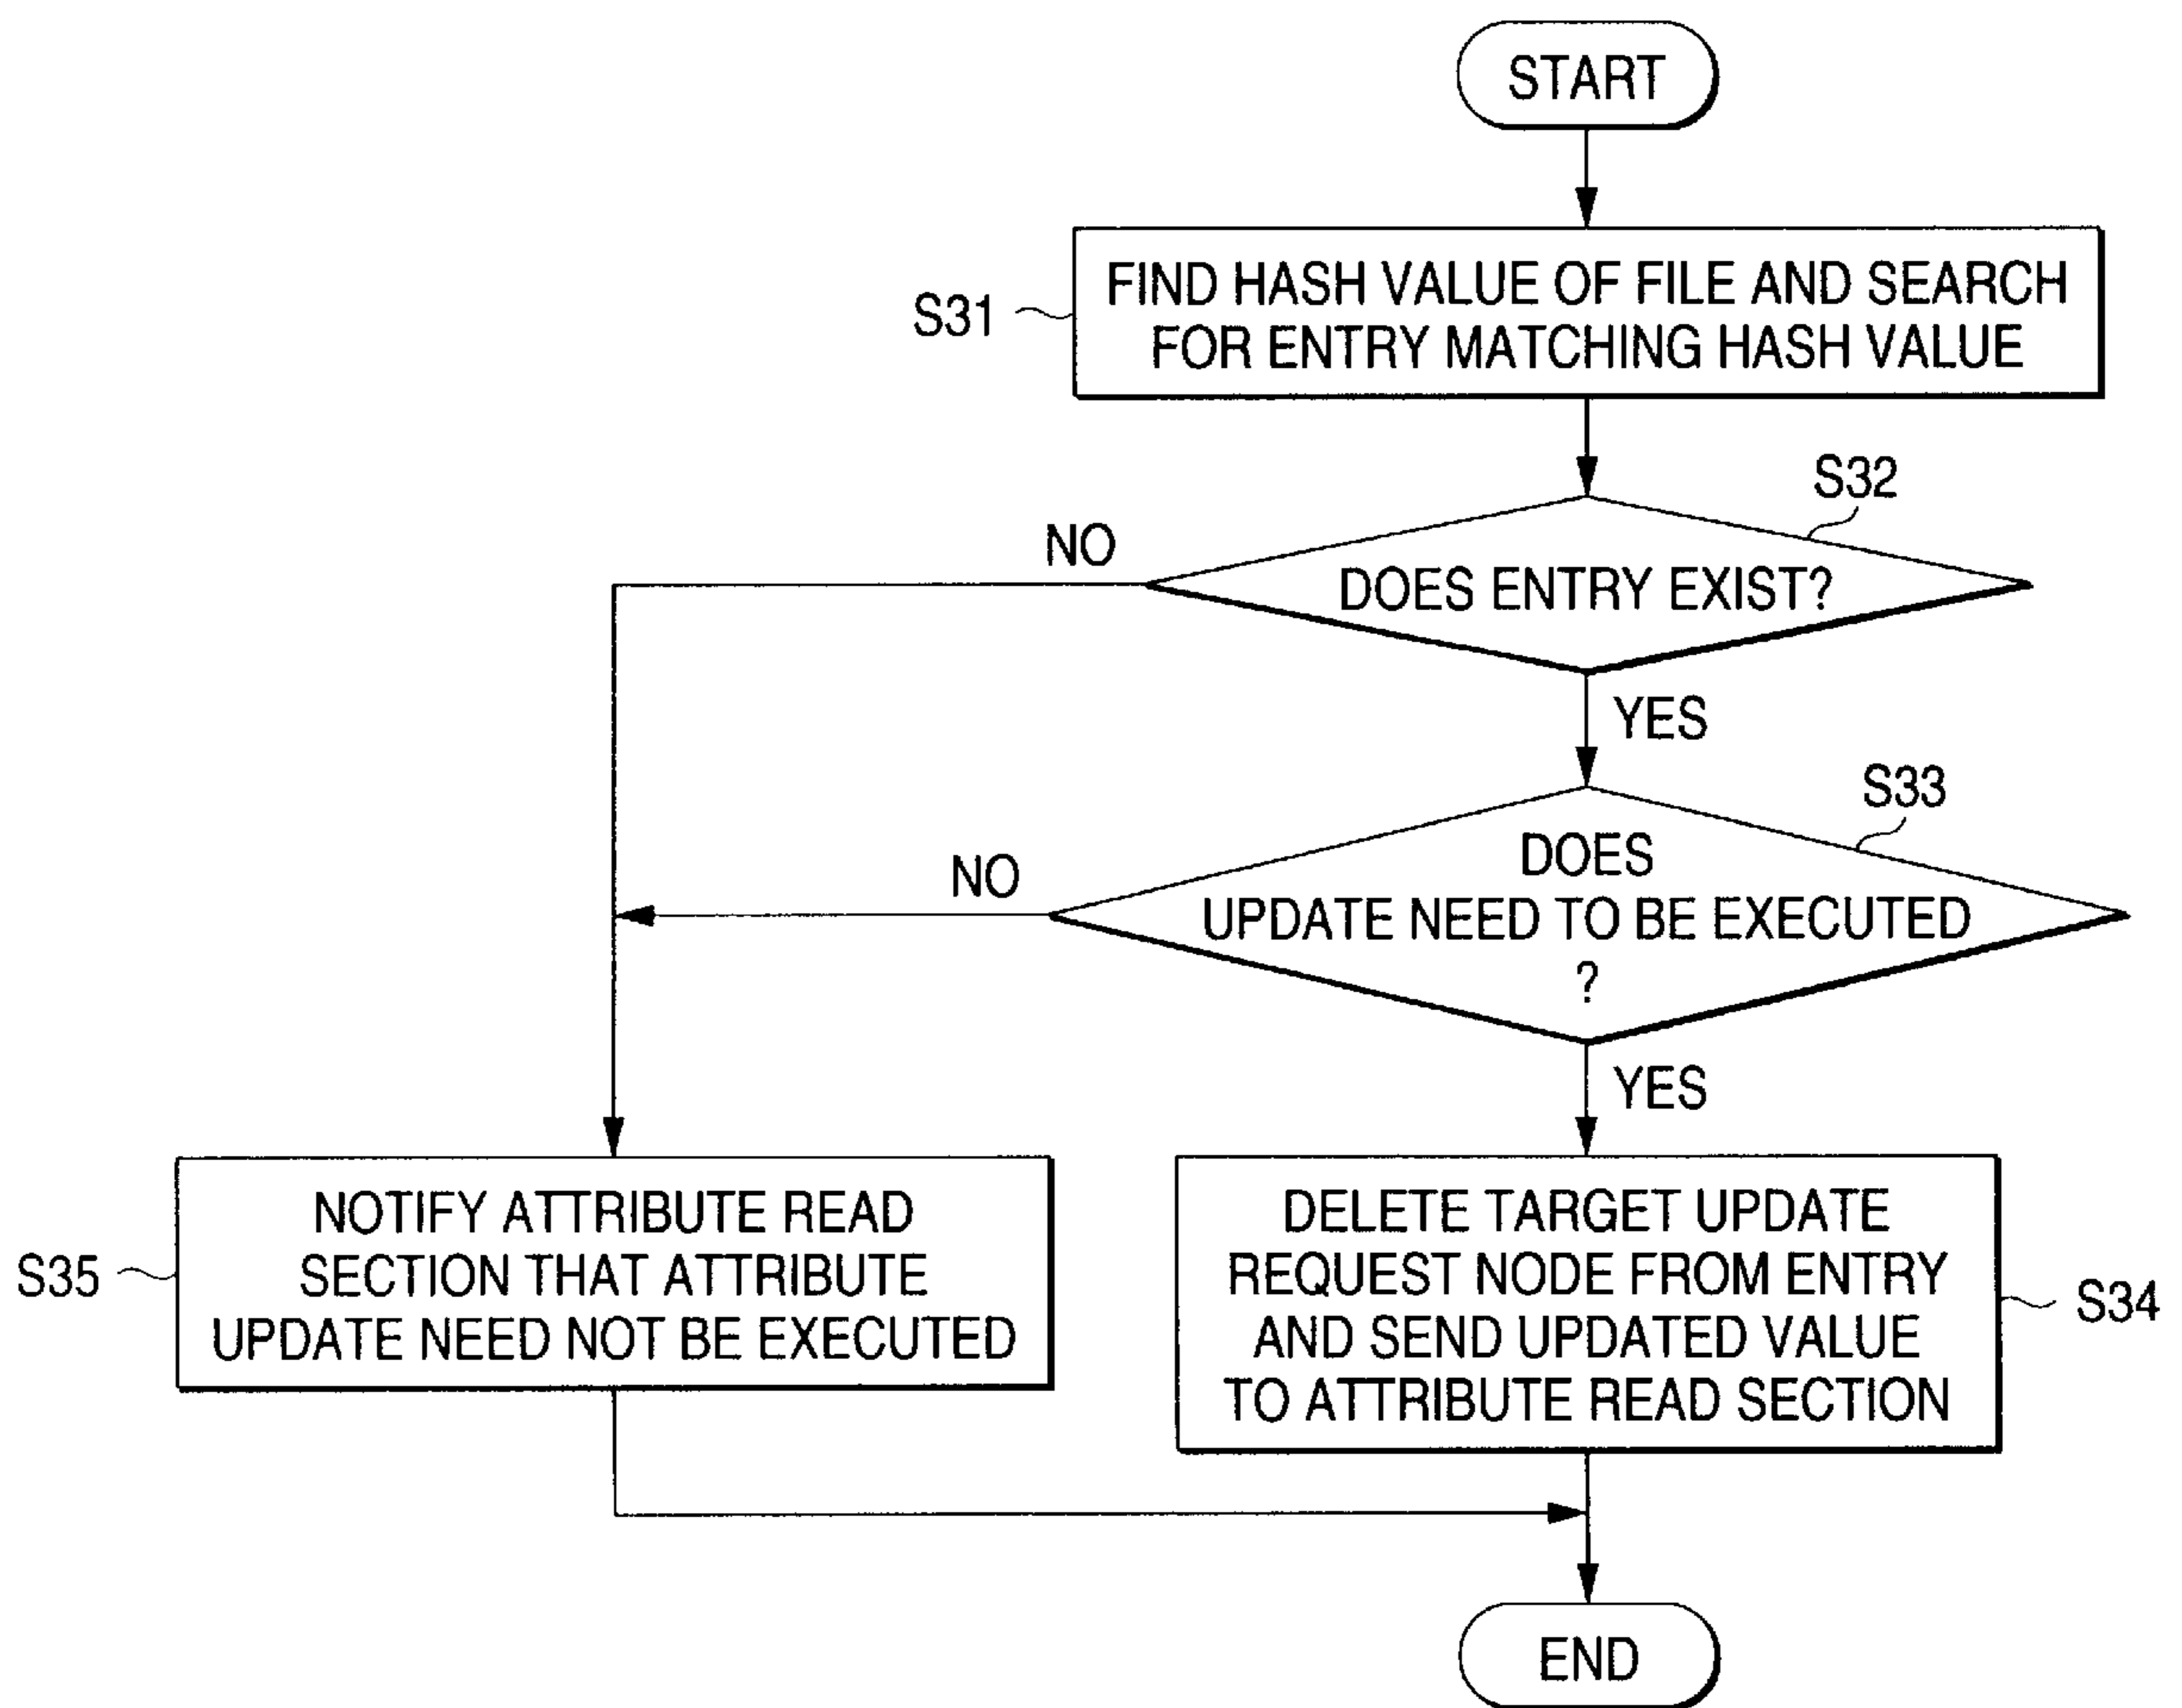 START
S31
FIND HASH VALUE OF FILE AND SEARCH
FOR ENTRY MATCHING HASH VALUE
S32
NO
DOES ENTRY EXIST?
YES
S33
NO
DOES
UPDATE NEED TO BE EXECUTED
?
YES
S35
NOTIFY ATTRIBUTE READ
SECTION THAT ATTRIBUTE
UPDATE NEED NOT BE EXECUTED
DELETE TARGET UPDATE
REQUEST NODE FROM ENTRY
AND SEND UPDATED VALUE
TO ATTRIBUTE READ SECTION
S34
END